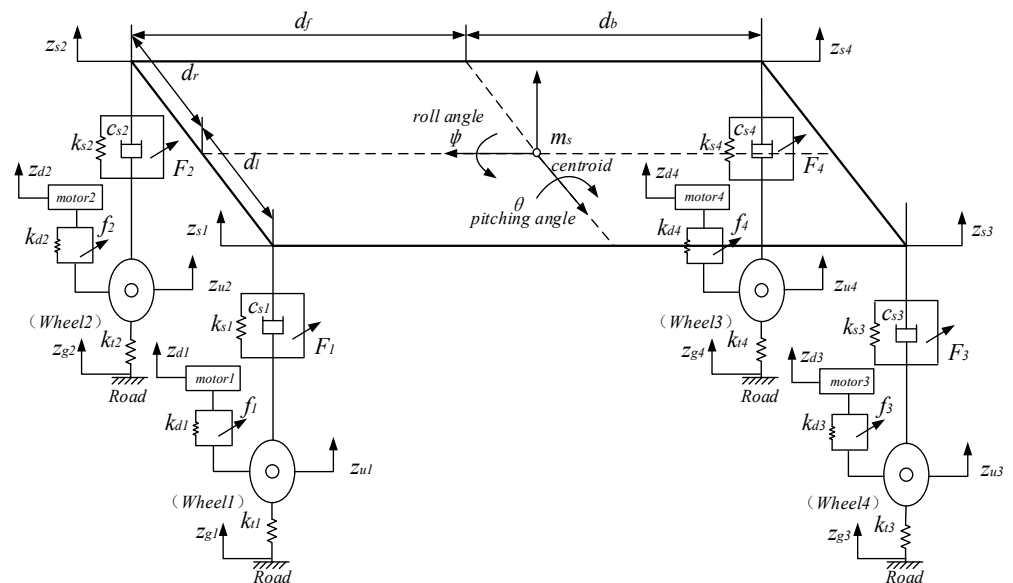 d_f
d_b
z_s2
z_s4
d_r
c_s2
k_s2
F_2
roll angle
ψ
m_s
centroid
θ
pitching angle
c_s4
k_s4
F_4
d_l
z_d2
motor2
f_2
k_d2
z_d4
motor4
f_4
k_d4
z_s1
z_s3
z_u2
z_u4
(Wheel2)
k_t2
z_g2
Road
c_s1
k_s1
F_1
(Wheel3)
k_t4
z_g4
Road
c_s3
k_s3
F_3
z_d1
motor1
f_1
k_d1
z_d3
motor3
f_3
k_d3
z_u1
z_u3
(Wheel1)
k_t1
z_g1
Road
(Wheel4)
k_t3
z_g3
Road